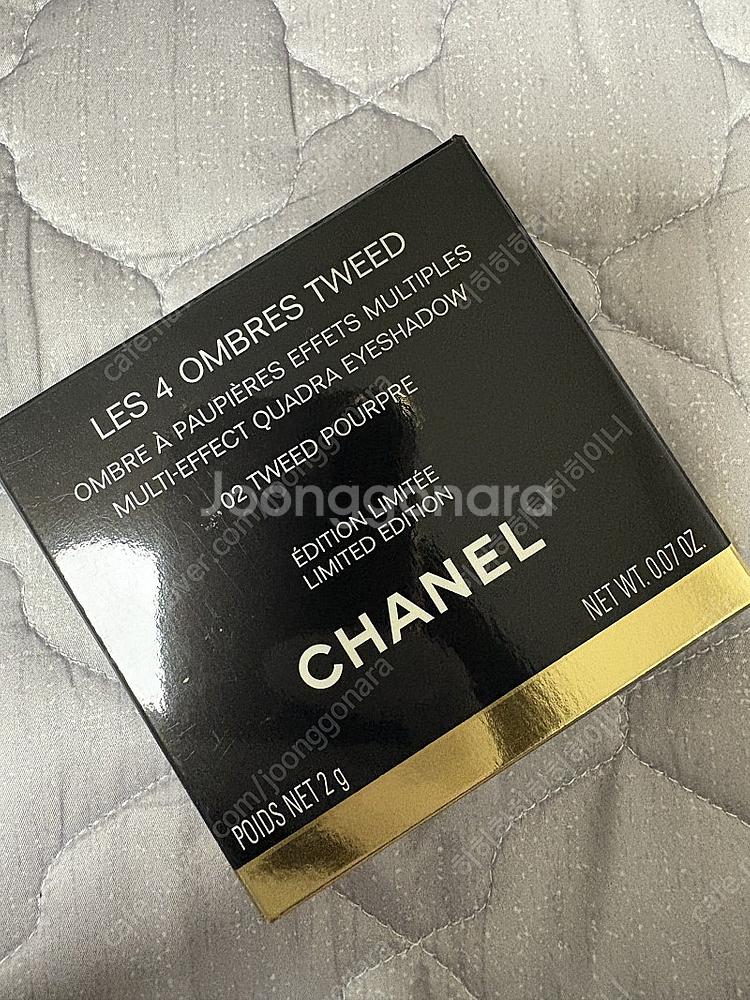 LES 4 OMBRES TWEED
OMBRE À PAUPIÈRES EFFETS MULTIPLES
MULTI-EFFECT QUADRA EYESHADOW
02 TWEED POURPRE
Joonggonara
ÉDITION LIMITÉE
LIMITED EDITION
CHANEL
NET WT. 0.07 OZ.
POIDS NET 2 g